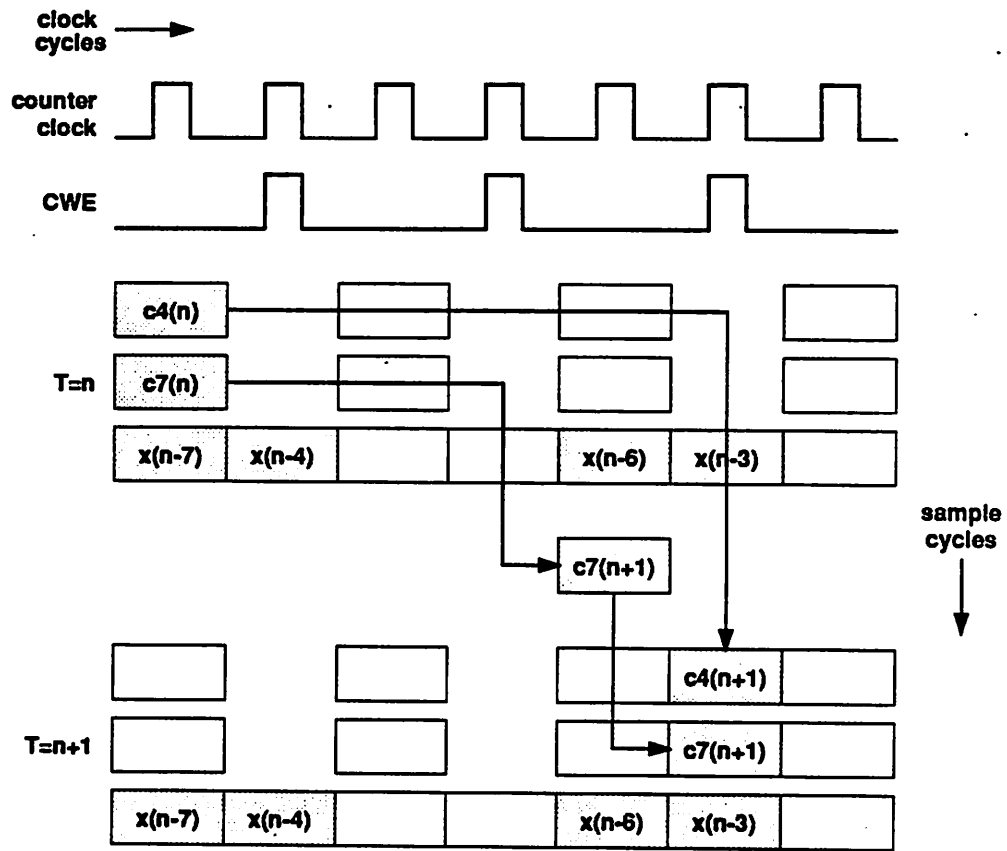 clock
cycles
counter
clock
CWE
c4(n)
T=n
c7(n)
x(n-7) x(n-4) x(n-6) x(n-3)
sample
cycles
c7(n+1)
c4(n+1)
T=n+1
c7(n+1)
x(n-7) x(n-4) x(n-6) x(n-3)